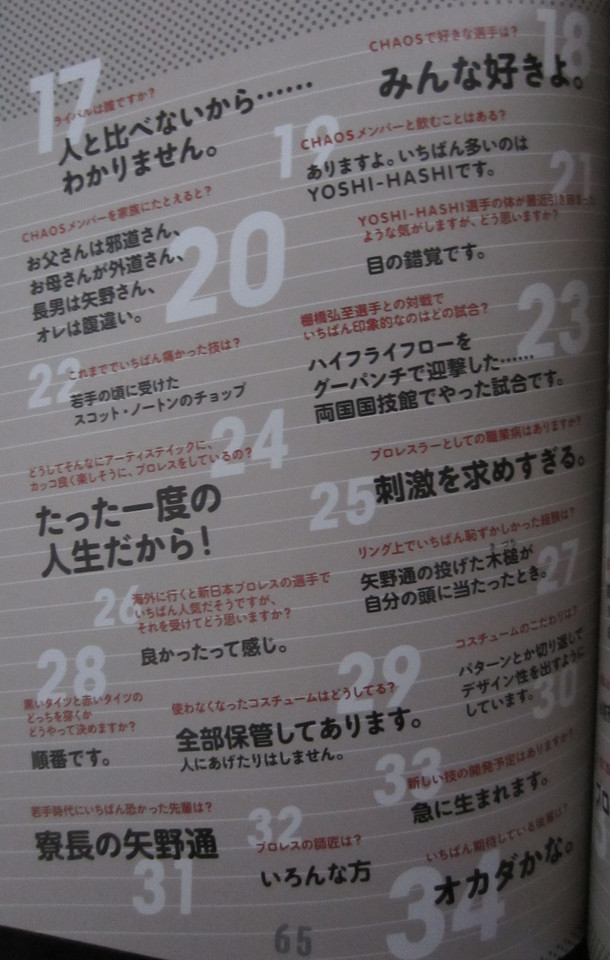 17
ライバルは誰ですか?
人と比べないから……
わかりません。
18
CHAOSで好きな選手は?
みんな好きよ。
19
CHAOSメンバーと飲むことはある?
ありますよ。いちばん多いのは
YOSHI-HASHIです。
20
CHAOSメンバーを家族にたとえると?
お父さんは邪道さん、
お母さんが外道さん、
長男は矢野さん、
オレは腹違い。
21
YOSHI-HASHI選手の体が最近引き締まった
ような気がしますが、どう思いますか?
目の錯覚です。
22
これまででいちばん痛かった技は?
若手の頃に受けた
スコット・ノートンのチョップ
23
棚橋弘至選手との対戦で
いちばん印象的なのはどの試合?
ハイフライフローを
グーパンチで迎撃した……
両国国技館でやった試合です。
24
どうしてそんなにアーティスティックに、
カッコ良く楽しそうに、プロレスをしているの?
たった一度の
人生だから!
25
プロレスラーとしての職業病はありますか?
刺激を求めすぎる。
26
海外に行くと新日本プロレスの選手で
いちばん人気だそうですが、
それを受けてどう思いますか?
良かったって感じ。
27
リング上でいちばん恥ずかしかった経験は?
矢野通の投げた木槌が
自分の頭に当たったとき。
28
黒いタイツと赤いタイツの
どっちを穿くか
どうやって決めますか?
順番です。
29
使わなくなったコスチュームはどうしてる?
全部保管してあります。
人にあげたりはしません。
30
コスチュームのこだわりは?
パターンとか切り返しで
デザイン性を出すように
しています。
31
若手時代にいちばん恐かった先輩は?
寮長の矢野通
32
プロレスの師匠は?
いろんな方
33
新しい技の開発予定はありますか?
急に生まれます。
34
いちばん期待している後輩は?
オカダかな。
65